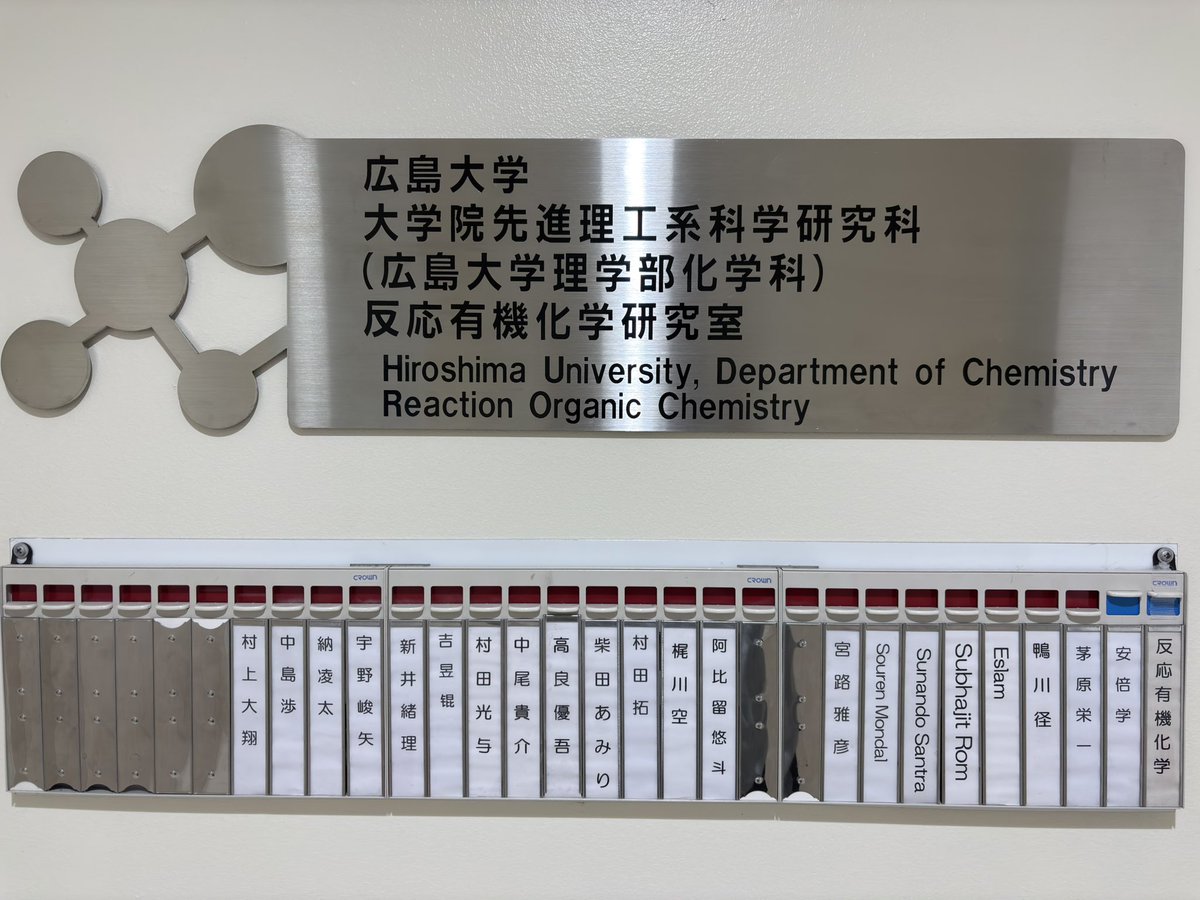 広島大学
大学院先進理工系科学研究科
(広島大学理学部化学科)
反応有機化学研究室
Hiroshima University, Department of Chemistry
Reaction Organic Chemistry
CROWN
CROWN
CROWN
反応有機化学
安倍学
茅原栄一
鴨川径
Eslam
Subhajit Rom
Sunando Santra
Souren Mondal
宮路雅彦
阿比留悠斗
梶川空
村田拓
柴田あみり
高良優吾
中尾貴介
村田光与
吉昱锟
新井緒理
宇野峻矢
納凌太
中島渉
村上大翔